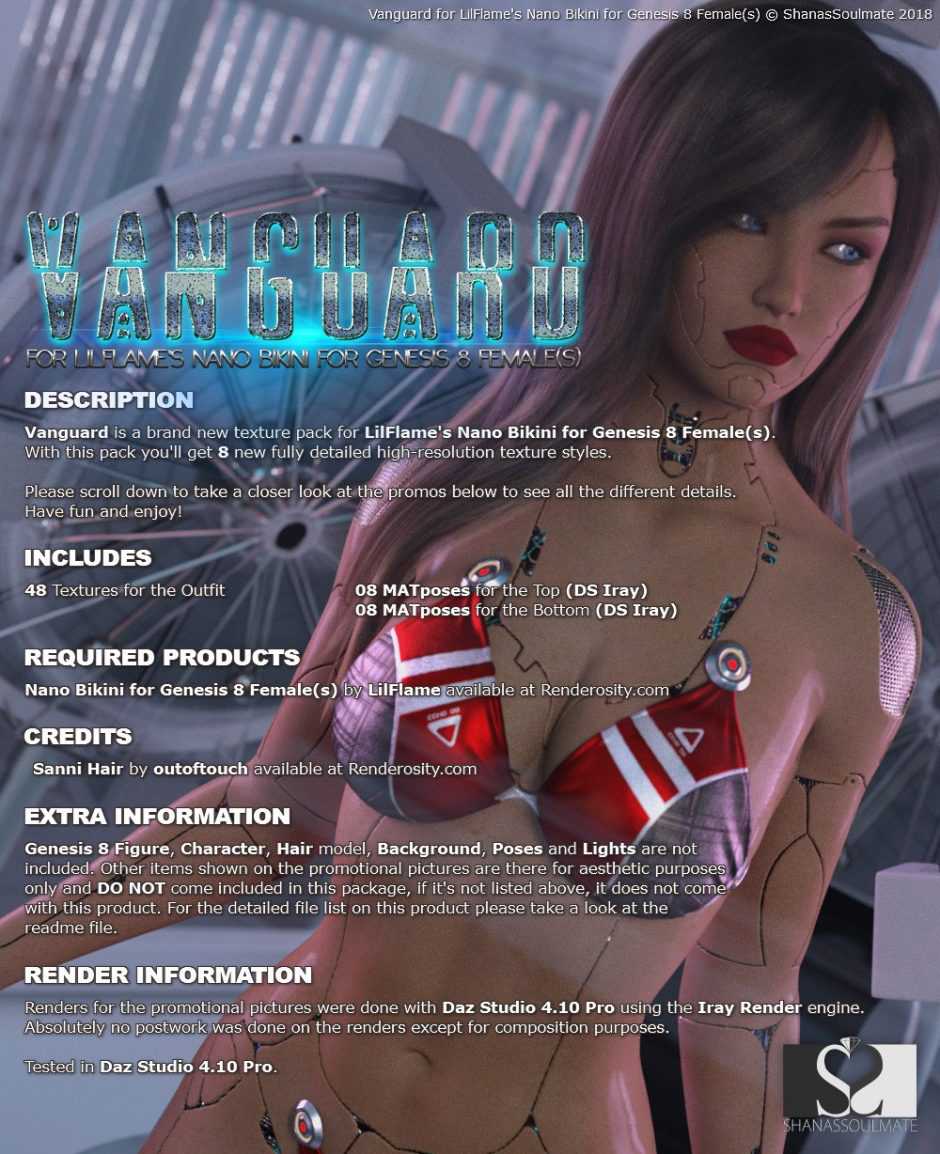 Vanguard for LilFlame's Nano Bikini for Genesis 8 Female(s) © ShanasSoulmate 2018
VANGUARD
FOR LILFLAME'S NANO BIKINI FOR GENESIS 8 FEMALE(S)
DESCRIPTION
Vanguard is a brand new texture pack for LilFlame's Nano Bikini for Genesis 8 Female(s).
With this pack you'll get 8 new fully detailed high-resolution texture styles.
Please scroll down to take a closer look at the promos below to see all the different details.
Have fun and enjoy!
INCLUDES
48 Textures for the Outfit
08 MATposes for the Top (DS Iray)
08 MATposes for the Bottom (DS Iray)
REQUIRED PRODUCTS
Nano Bikini for Genesis 8 Female(s) by LilFlame available at Renderosity.com
CREDITS
Sanni Hair by outoftouch available at Renderosity.com
EXTRA INFORMATION
Genesis 8 Figure, Character, Hair model, Background, Poses and Lights are not
included. Other items shown on the promotional pictures are there for aesthetic purposes
only and DO NOT come included in this package, if it's not listed above, it does not come
with this product. For the detailed file list on this product please take a look at the
readme file.
RENDER INFORMATION
Renders for the promotional pictures were done with Daz Studio 4.10 Pro using the Iray Render engine.
Absolutely no postwork was done on the renders except for composition purposes.
Tested in Daz Studio 4.10 Pro.
SS
SHANASSOULMATE